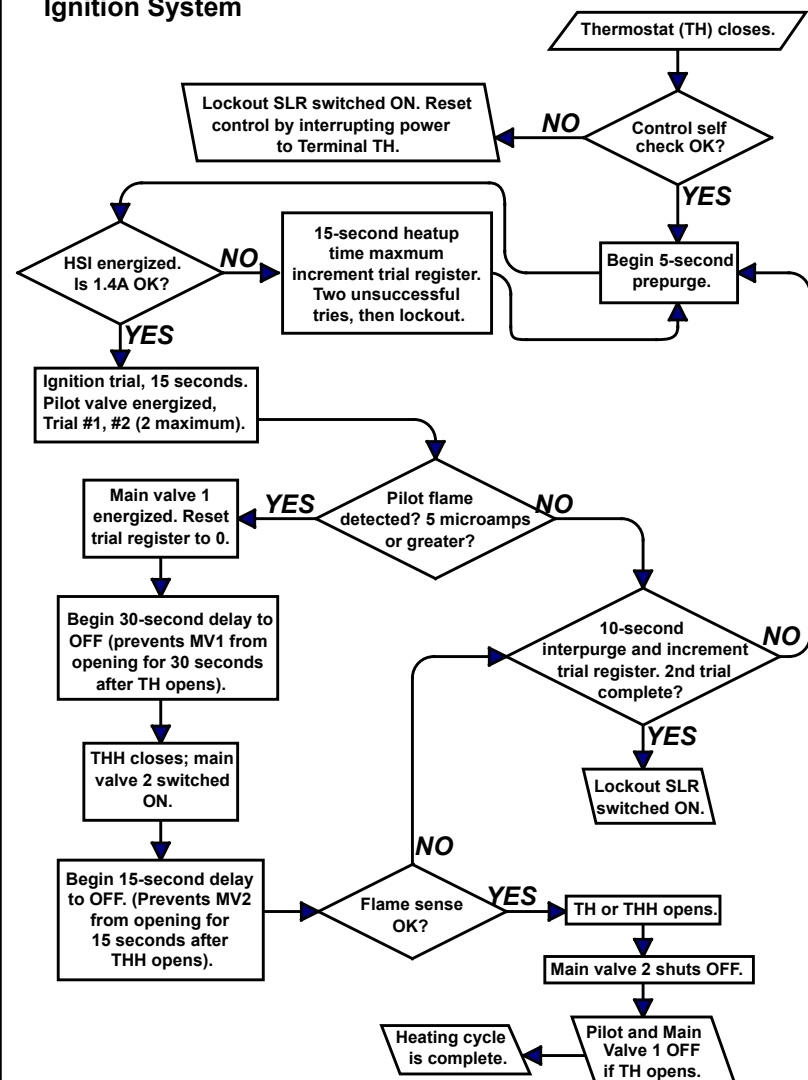 Ignition System
Thermostat (TH) closes.
Lockout SLR switched ON. Reset
control by interrupting power
to Terminal TH.
NO
Control self
check OK?
YES
HSI energized.
Is 1.4A OK?
NO
15-second heatup
time maxmum
increment trial register.
Two unsuccessful
tries, then lockout.
Begin 5-second
prepurge.
YES
Ignition trial, 15 seconds.
Pilot valve energized,
Trial #1, #2 (2 maximum).
Main valve 1
energized. Reset
trial register to 0.
YES
Pilot flame
detected? 5 microamps
or greater?
NO
Begin 30-second delay to
OFF (prevents MV1 from
opening for 30 seconds
after TH opens).
10-second
interpurge and increment
trial register. 2nd trial
complete?
NO
YES
THH closes; main
valve 2 switched
ON.
Lockout SLR
switched ON.
Begin 15-second delay
to OFF. (Prevents MV2
from opening for
15 seconds after
THH opens).
NO
Flame sense
OK?
YES
TH or THH opens.
Main valve 2 shuts OFF.
Pilot and Main
Valve 1 OFF
if TH opens.
Heating cycle
is complete.